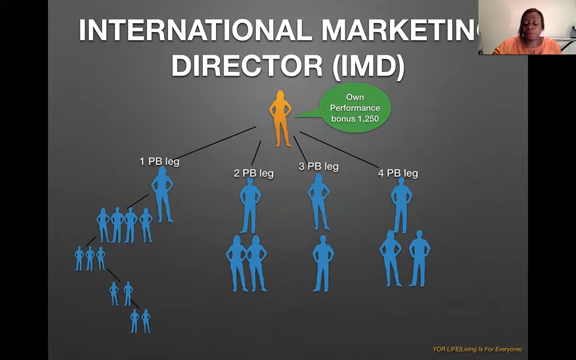 INTERNATIONAL MARKETING
DIRECTOR (IMD)
Own
Performance
bonus 1,250
1 PB leg
2 PB leg
3 PB leg
4 PB leg
YOR LIFE(Living Is For Everyone)